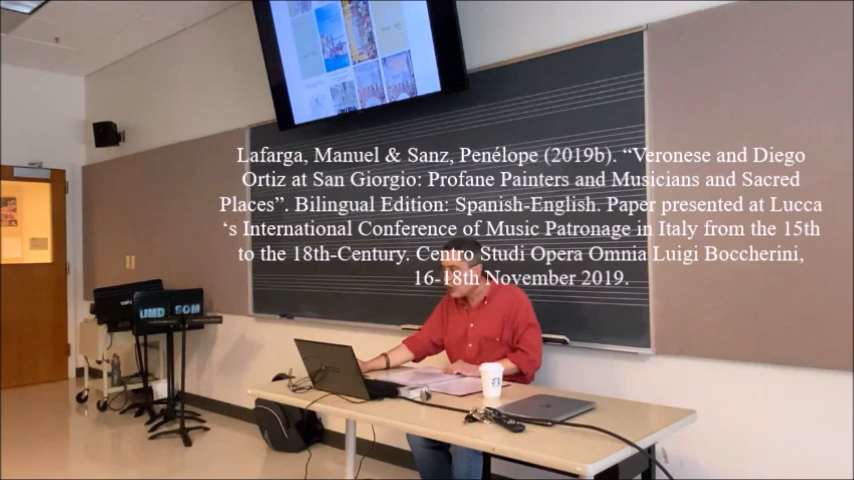 Lafarga, Manuel & Sanz, Penélope (2019b). “Veronese and Diego
Ortiz at San Giorgio: Profane Painters and Musicians and Sacred
Places”. Bilingual Edition: Spanish-English. Paper presented at Lucca
‘s International Conference of Music Patronage in Italy from the 15th
to the 18th-Century. Centro Studi Opera Omnia Luigi Boccherini,
16-18th November 2019.
UMD SOM